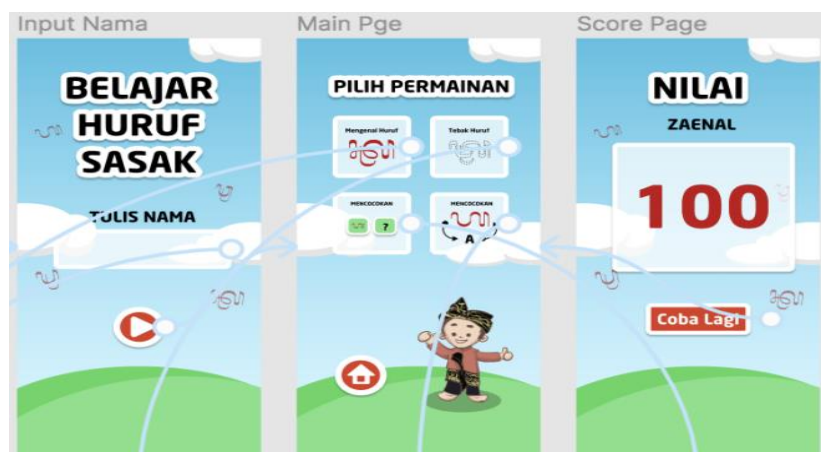 Input Nama
BELAJAR
HURUF
SASAK
TULIS NAMA
Main Pge
PILIH PERMAINAN
Mengenal Huruf
Tebak Huruf
MENCOCOKAN
?
MENCOCOKAN
A
Score Page
NILAI
ZAENAL
100
Coba Lagi